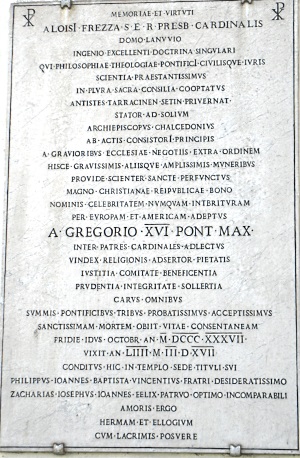 MEMORIAE · ET · VIRTVTI
ALOISI · FREZZA · S · E · R · PRESB · CARDINALIS
DOMO · LANVVIO
INGENIO · EXCELLENTI · DOCTRINA · SINGVLARI
QVI · PHILOSOPHIAE · THEOLOGIAE · PONTIFICI · CIVILISQVE · IVRIS
SCIENTIA · PRAESTANTISSIMVS
IN · PLVRA · SACRA · CONSILIA · COOPTATVS
ANTISTES · TARRACINEN · SETIN · PRIVERNAT ·
STATOR · AD · SOLIVM
ARCHIEPISCOPVS · CHALCEDONIVS
AB · ACTIS · CONSISTORI · PRINCIPIS
A · GRAVIORIBVS · ECCLESIAE · NEGOTIIS · EXTRA · ORDINEM
HISCE · GRAVISSIMIS · ALIISQVE · AMPLISSIMIS · MVNERIBVS
PROVIDE · SCIENTER · SANCTE · PERFVNCTVS
MAGNO · CHRISTIANAE · REIPVBLICAE · BONO
NOMINIS · CELEBRITATEM · NVMQVAM · INTERITVRAM
PER · EVROPAM · ET · AMERICAM · ADEPTVS
A · GREGORIO · XVI · PONT · MAX ·
INTER · PATRES · CARDINALES · ADLECTVS
VINDEX · RELIGIONIS · ADSERTOR · PIETATIS
IVSTITIA · COMITATE · BENEFICENTIA
PRVDENTIA · INTEGRITATE · SOLLERTIA
CARVS · OMNIBVS
SVMMIS · PONTIFICIBVS · TRIBVS · PROBATISSIMVS · ACCEPTISSIMVS
SANCTISSIMAM · MORTEM · OBIIT · VITAE · CONSENTANEAM
PRIDIE · IDVS · OCTOBR · AN · M · DCCC · XXXVII ·
VIXIT · AN · LIIII · M · III · D · XVII
CONDITVS · HIC · IN · TEMPLO · SEDE · TITVLI · SVI
PHILIPPVS · IOANNES · BAPTISTA · VINCENTIVS · FRATRI · DESIDERATISSIMO
ZACHARIAS · IOSEPHVS · IOANNES · FELIX · PATRVO · OPTIMO · INCOMPARABILI
AMORIS · ERGO
HERMAM · ET · ELLOGIVM
CVM · LACRIMIS · POSVERE